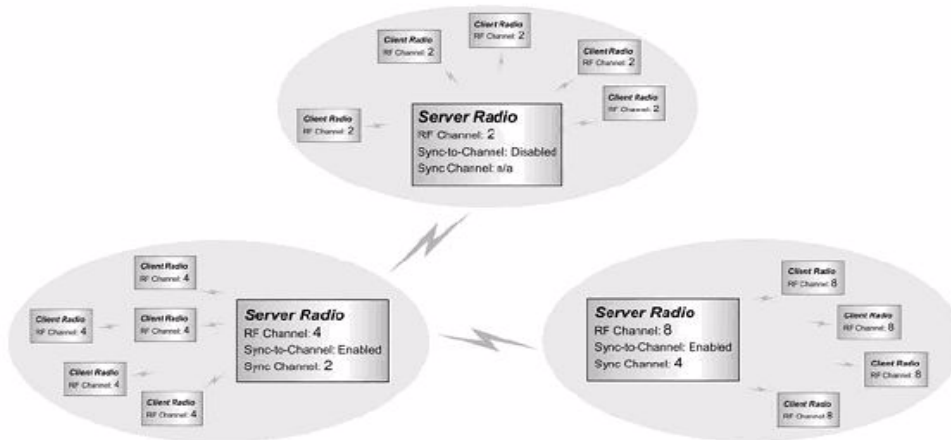 Client Radio
RF Channel: 2
Client Radio
RF Channel: 2
Client Radio
RF Channel: 2
Client Radio
RF Channel: 2
Client Radio
RF Channel: 2
Server Radio
RF Channel: 2
Sync-to-Channel: Disabled
Sync Channel: n/a
Client Radio
RF Channel: 4
Client Radio
RF Channel: 4
Client Radio
RF Channel: 4
Client Radio
RF Channel: 4
Client Radio
RF Channel: 4
Server Radio
RF Channel: 4
Sync-to-Channel: Enabled
Sync Channel: 2
Server Radio
RF Channel: 8
Sync-to-Channel: Enabled
Sync Channel: 4
Client Radio
RF Channel: 8
Client Radio
RF Channel: 8
Client Radio
RF Channel: 8
Client Radio
RF Channel: 8